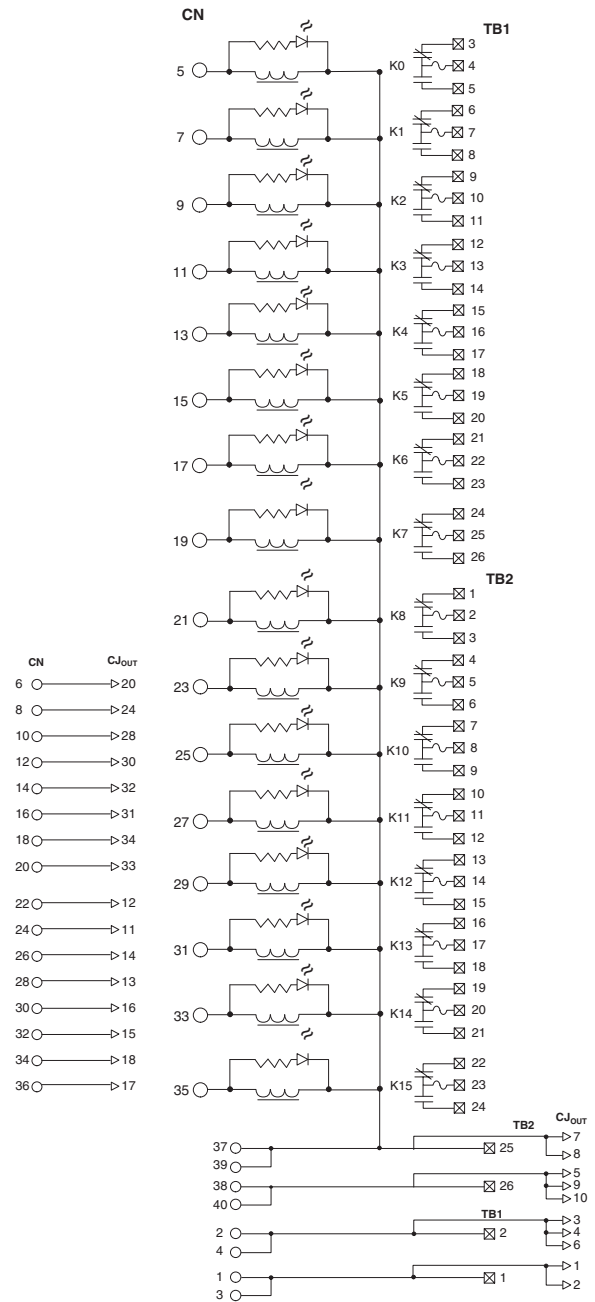 CN
TB1
5 K0 3
4
5
7 K1 6
7
8
9 K2 9
10
11
11 K3 12
13
14
13 K4 15
16
17
15 K5 18
19
20
17 K6 21
22
23
19 K7 24
25
26
TB2
21 K8 1
2
3
23 K9 4
5
6
25 K10 7
8
9
27 K11 10
11
12
29 K12 13
14
15
31 K13 16
17
18
33 K14 19
20
21
35 K15 22
23
24
CN CJOUT
6 20
8 24
10 28
12 30
14 32
16 31
18 34
20 33
22 12
24 11
26 14
28 13
30 16
32 15
34 18
36 17
TB2 CJOUT
37 25 7
39 8
38 26 5
9
40 10
TB1
2 2 3
4
4 6
1 1 1
3 2